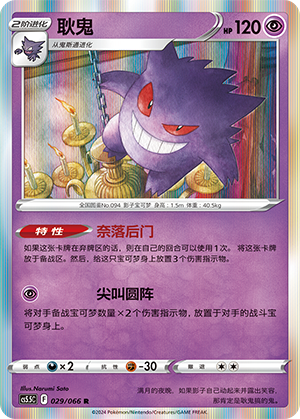 2阶进化
耿鬼
HP 120
从鬼斯通进化
全国图鉴No.094 影子宝可梦 身高：1.5m 体重：40.5kg
特性 奈落后门
如果这张卡牌在弃牌区的话，则在自己的回合可以使用1次。将这张卡牌
放于备战区。然后，给这只宝可梦身上放置3个伤害指示物。
尖叫圆阵
将对手备战宝可梦数量×2个伤害指示物，放置于对手的战斗宝
可梦身上。
弱点 ×2 抵抗力 -30 撤退
Illus.Narumi Sato
CS5.5C F 029/066 R
满月的夜晚，如果影子自己动起来并露出笑容，
那肯定是耿鬼搞的鬼。
©2024 Pokémon/Nintendo/Creatures/GAME FREAK.